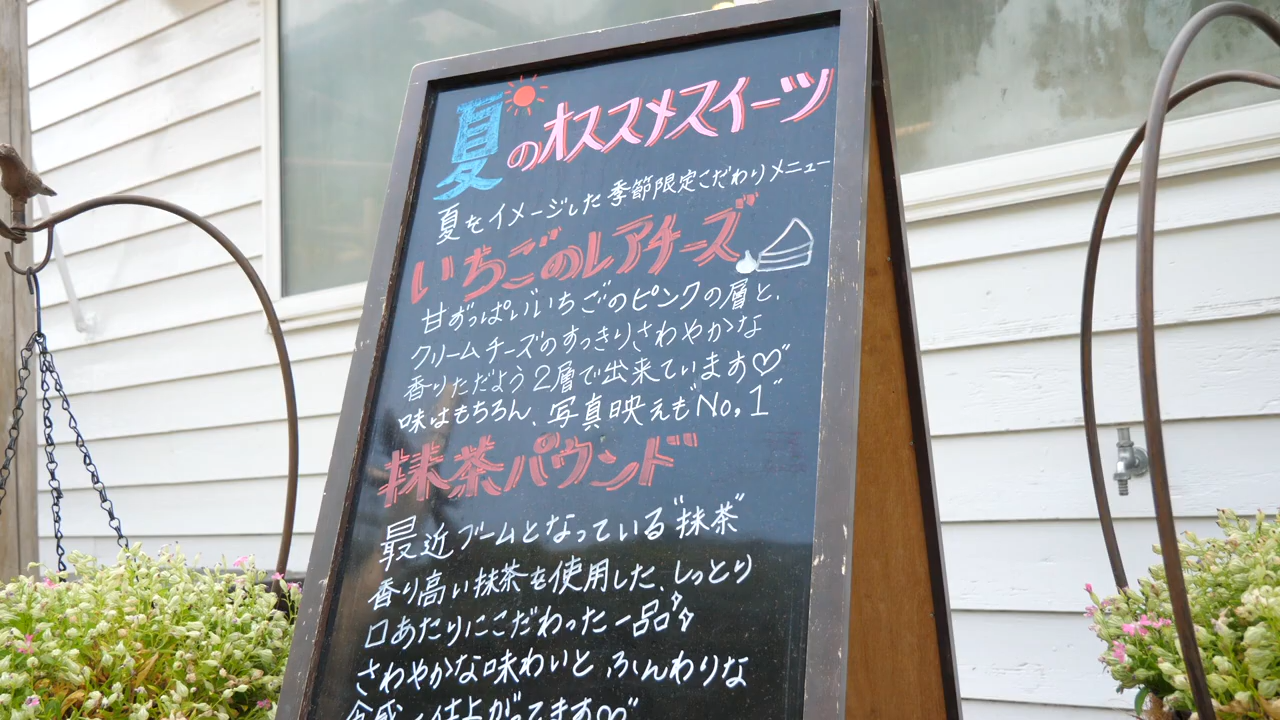 夏のオススメスイーツ
夏をイメージした季節限定こだわりメニュー
いちごのレアチーズ
甘ずっぱいいちごのピンクの層と、
クリームチーズのすっきりさわやかな
香りただよう2層で出来ています♡
味はもちろん、写真映えもNo,1"
抹茶パウンド
最近ブームとなっている"抹茶"
香り高い抹茶を使用した、しっとり
口あたりにこだわった一品
さわやかな味わいと ふんわりな
食感に仕上がってます♡